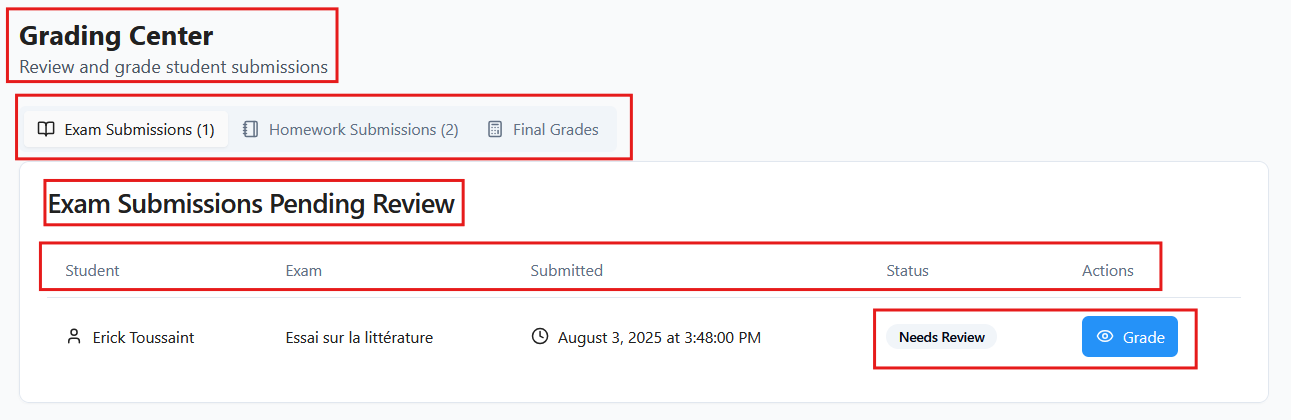 Grading Center
Review and grade student submissions
Exam Submissions (1) Homework Submissions (2) Final Grades
Exam Submissions Pending Review
Student Exam Submitted Status Actions
Erick Toussaint Essai sur la littérature August 3, 2025 at 3:48:00 PM Needs Review Grade